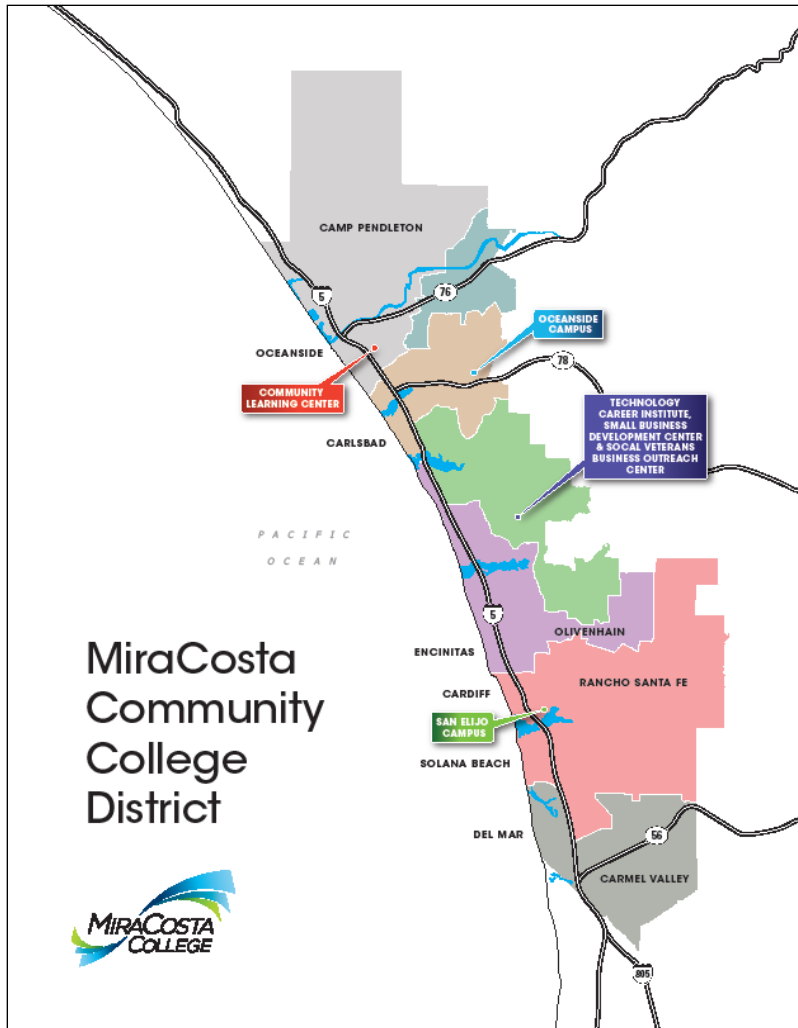 CAMP PENDLETON
5
76
OCEANSIDE
CAMPUS
OCEANSIDE
78
COMMUNITY
LEARNING CENTER
TECHNOLOGY
CAREER INSTITUTE,
SMALL BUSINESS
DEVELOPMENT CENTER
& SOCAL VETERANS
BUSINESS OUTREACH
CENTER
CARLSBAD
PACIFIC
OCEAN
5
OLIVENHAIN
ENCINITAS
RANCHO SANTA FE
CARDIFF
SAN ELIJO
CAMPUS
SOLANA BEACH
MiraCosta
Community
College
District
DEL MAR
56
CARMEL VALLEY
MIRACOSTA
COLLEGE
805